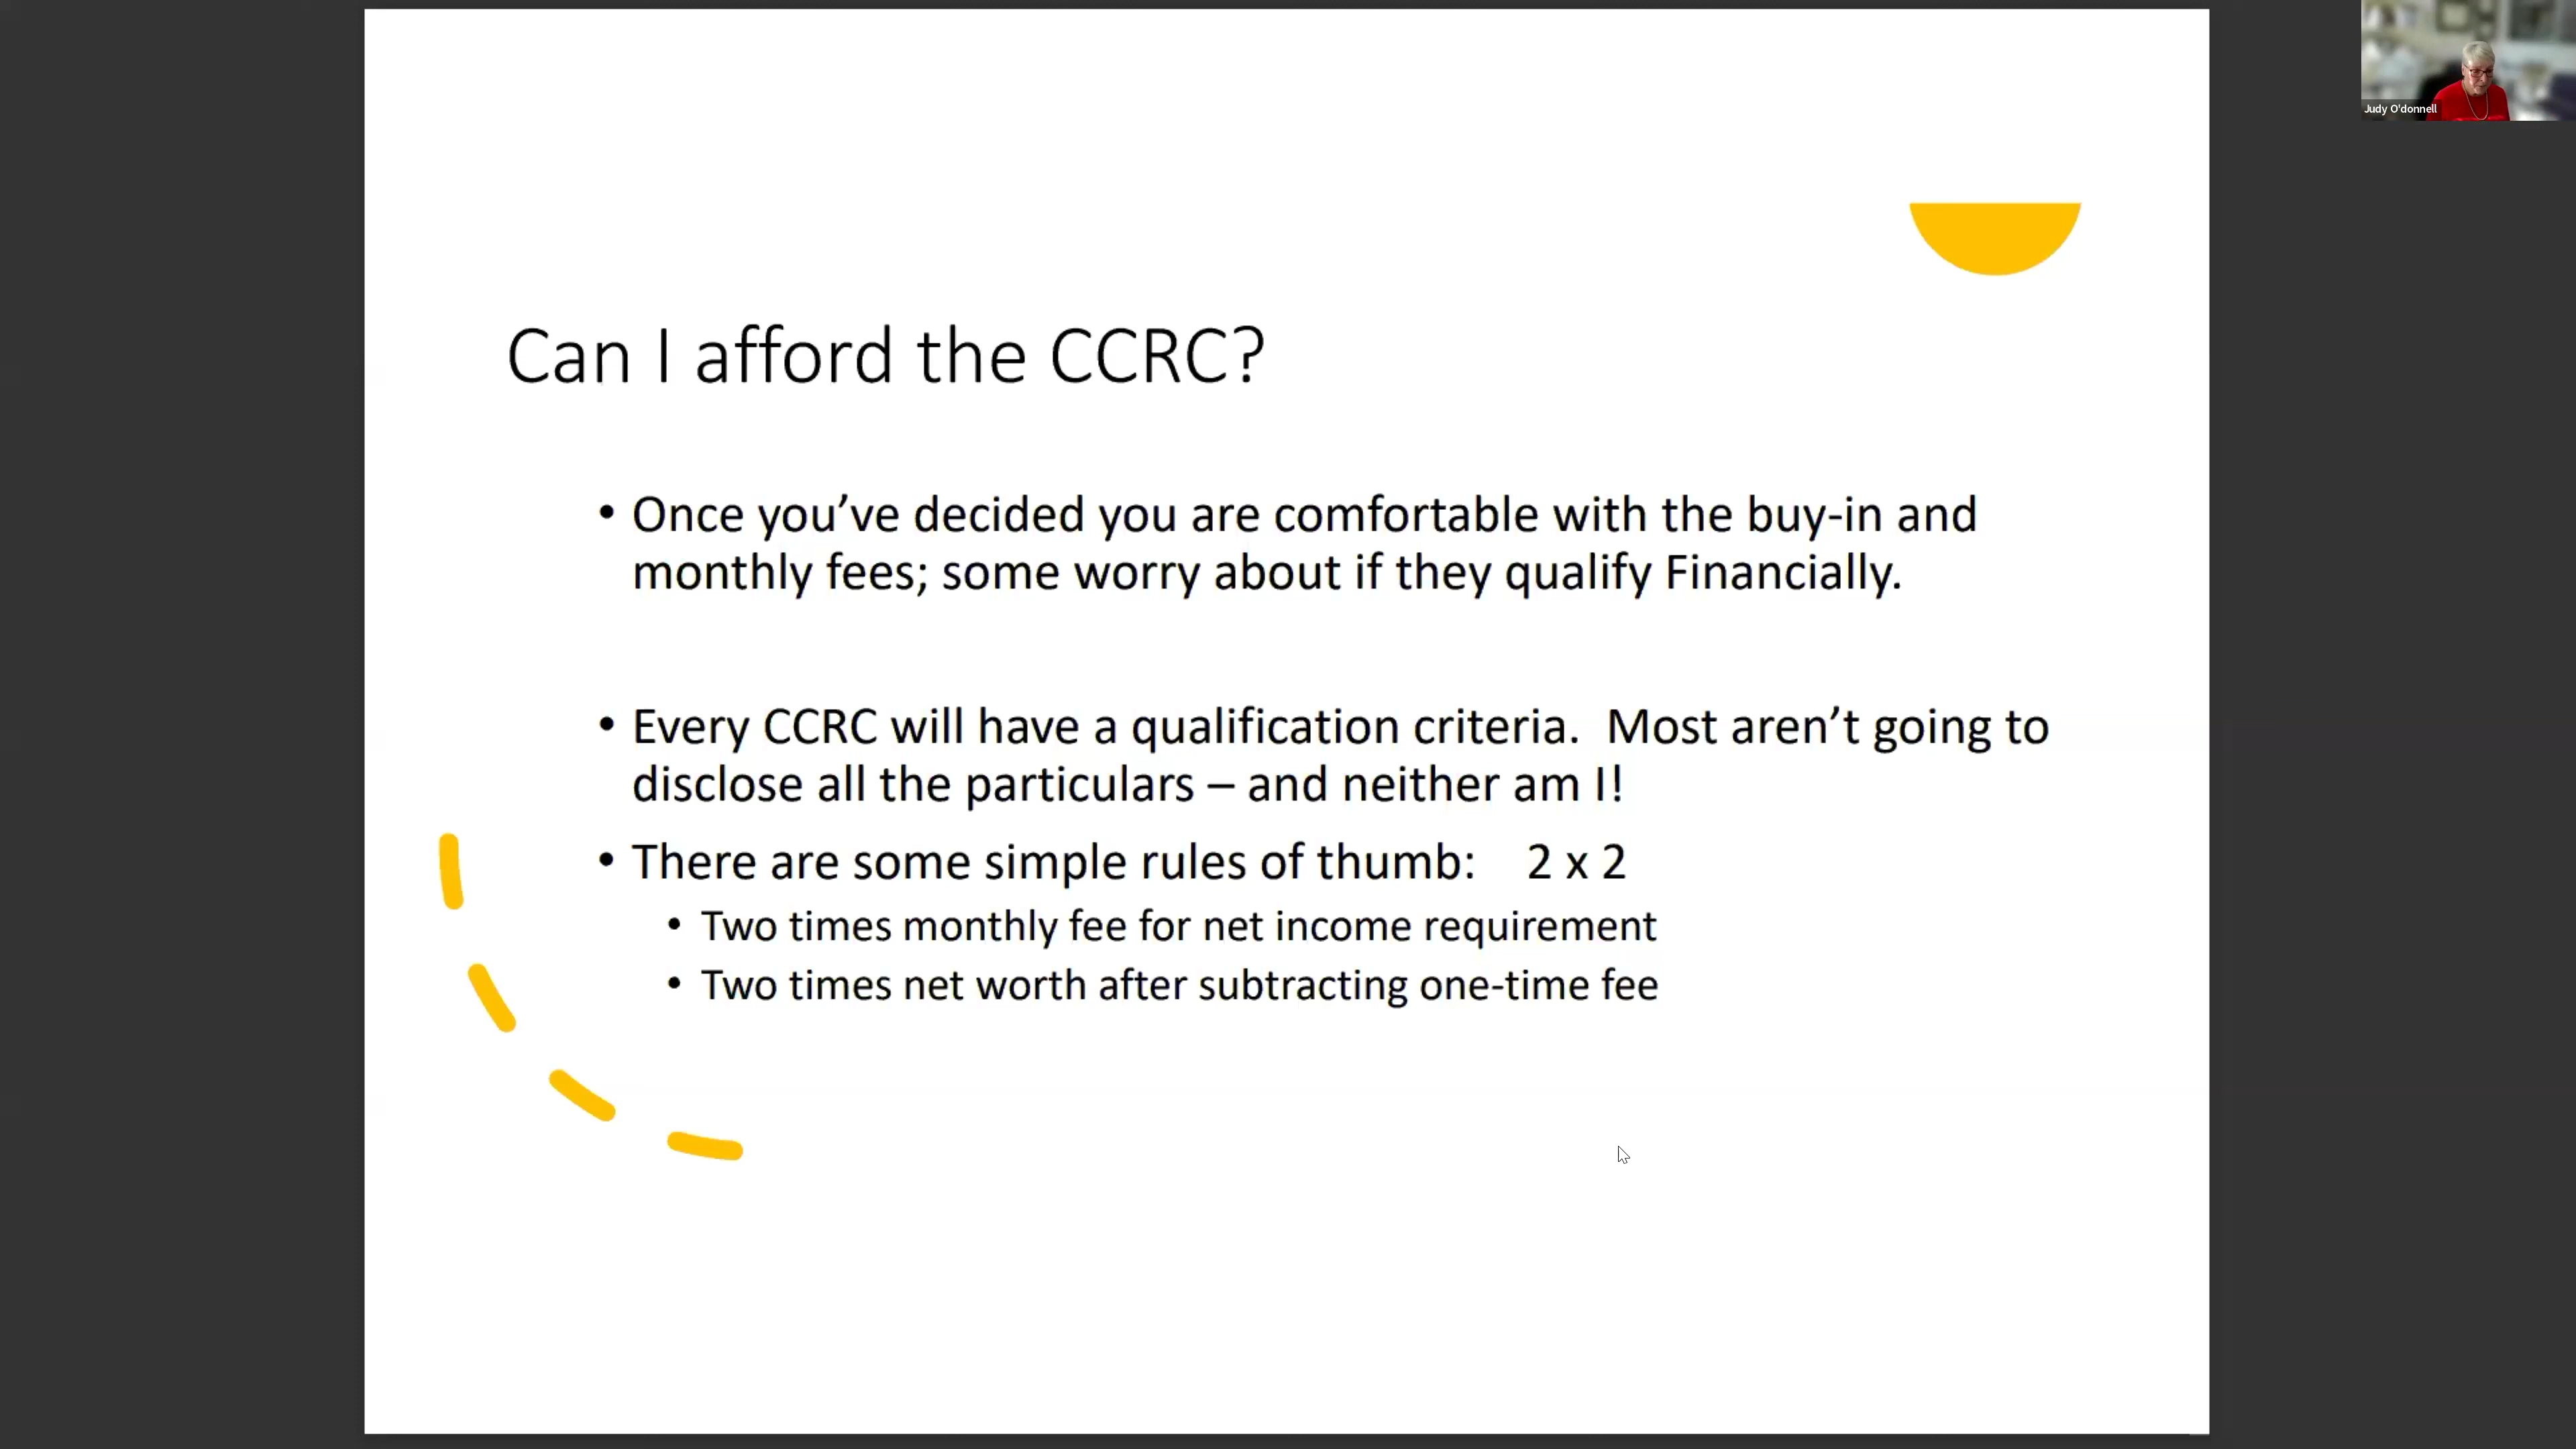 Judy O'donnell
Can I afford the CCRC?
• Once you’ve decided you are comfortable with the buy-in and
monthly fees; some worry about if they qualify Financially.
• Every CCRC will have a qualification criteria.  Most aren’t going to
disclose all the particulars – and neither am I!
• There are some simple rules of thumb:    2 x 2
• Two times monthly fee for net income requirement
• Two times net worth after subtracting one-time fee